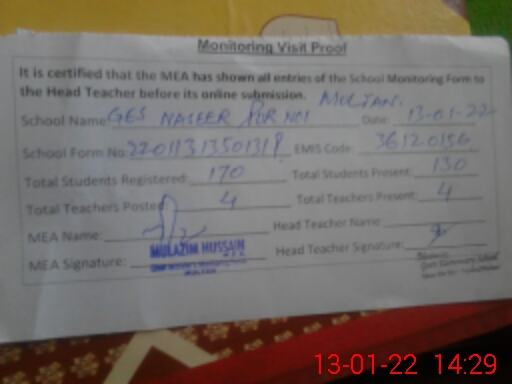 Monitoring Visit Proof
It is certified that the MEA has shown all entries of the School Monitoring Form to
the Head Teacher before its online submission.
School Name: GES NASEER PUR NO1 MULTAN. Date: 13-01-22
School Form No: EMIS Code: 36120156
Total Students Registered: 170 Total Students Present: 130
Total Teachers Posted 4 Total Teachers Present: 4
MEA Name: Head Teacher Name
MULAZIM HUSSAIN
MEA Signature: Head Teacher Signature:
MULTAN
13-01-22 14:29